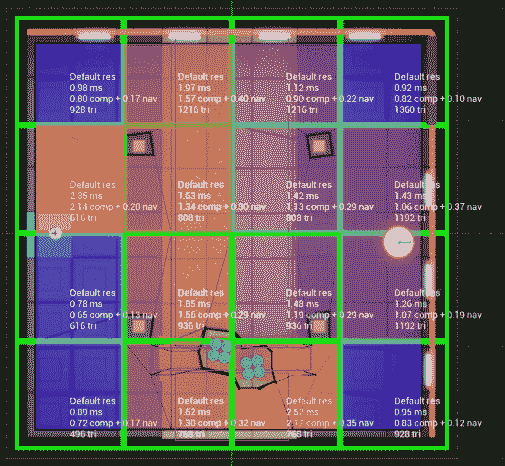 Default res
0.98 ms
0.80 comp + 0.17 nav
928 tri
Default res
1.97 ms
1.57 comp + 0.40 nav
1216 tri
Default res
1.12 ms
0.90 comp + 0.22 nav
1216 tri
Default res
0.82 comp + 0.10 nav
1360 tri
Default res
2.35 ms
2.14 comp + 0.20 nav
616 tri
Default res
1.63 ms
1.34 comp + 0.30 nav
808 tri
Default res
1.42 ms
1.13 comp + 0.29 nav
808 tri
Default res
1.43 ms
1.06 comp + 0.37 nav
1192 tri
Default res
0.78 ms
0.65 comp + 0.13 nav
616 tri
Default res
1.85 ms
1.56 comp + 0.29 nav
936 tri
Default res
1.48 ms
1.19 comp + 0.29 nav
936 tri
Default res
1.26 ms
1.07 comp + 0.19 nav
1192 tri
Default res
0.89 ms
0.72 comp + 0.17 nav
496 tri
Default res
1.62 ms
1.30 comp + 0.32 nav
768 tri
Default res
2.52 ms
comp + 0.35 nav
768 tri
Default res
0.95 ms
0.83 comp + 0.12 nav
928 tri